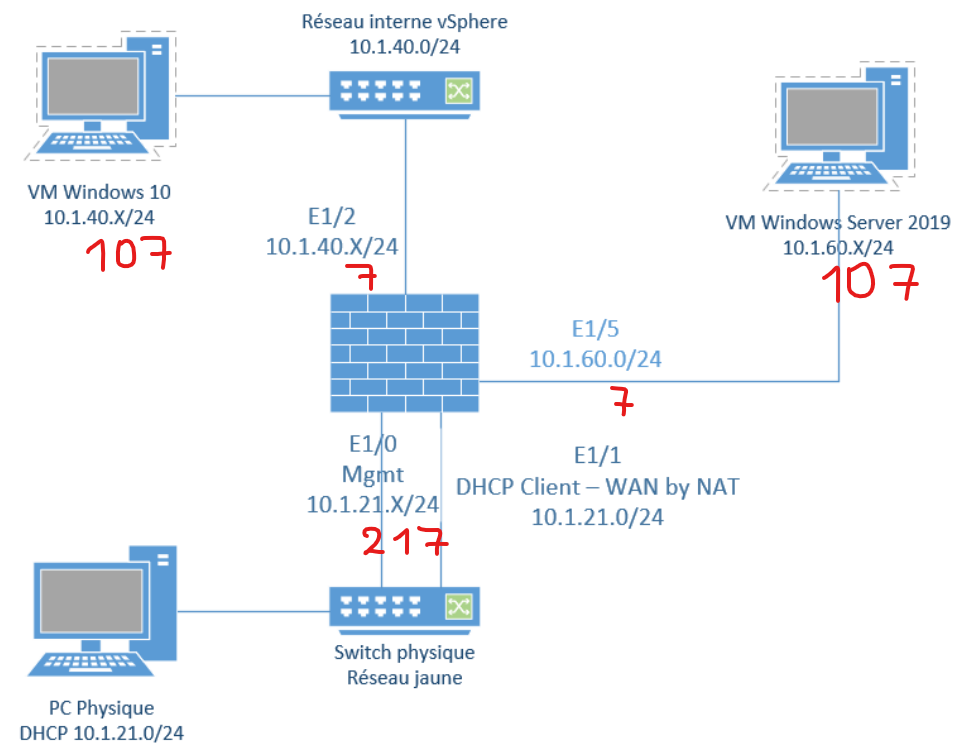 Réseau interne vSphere
10.1.40.0/24
VM Windows 10
10.1.40.X/24
107
E1/2
10.1.40.X/24
7
VM Windows Server 2019
10.1.60.X/24
107
E1/5
10.1.60.0/24
7
E1/0
Mgmt
10.1.21.X/24
217
E1/1
DHCP Client – WAN by NAT
10.1.21.0/24
Switch physique
Réseau jaune
PC Physique
DHCP 10.1.21.0/24